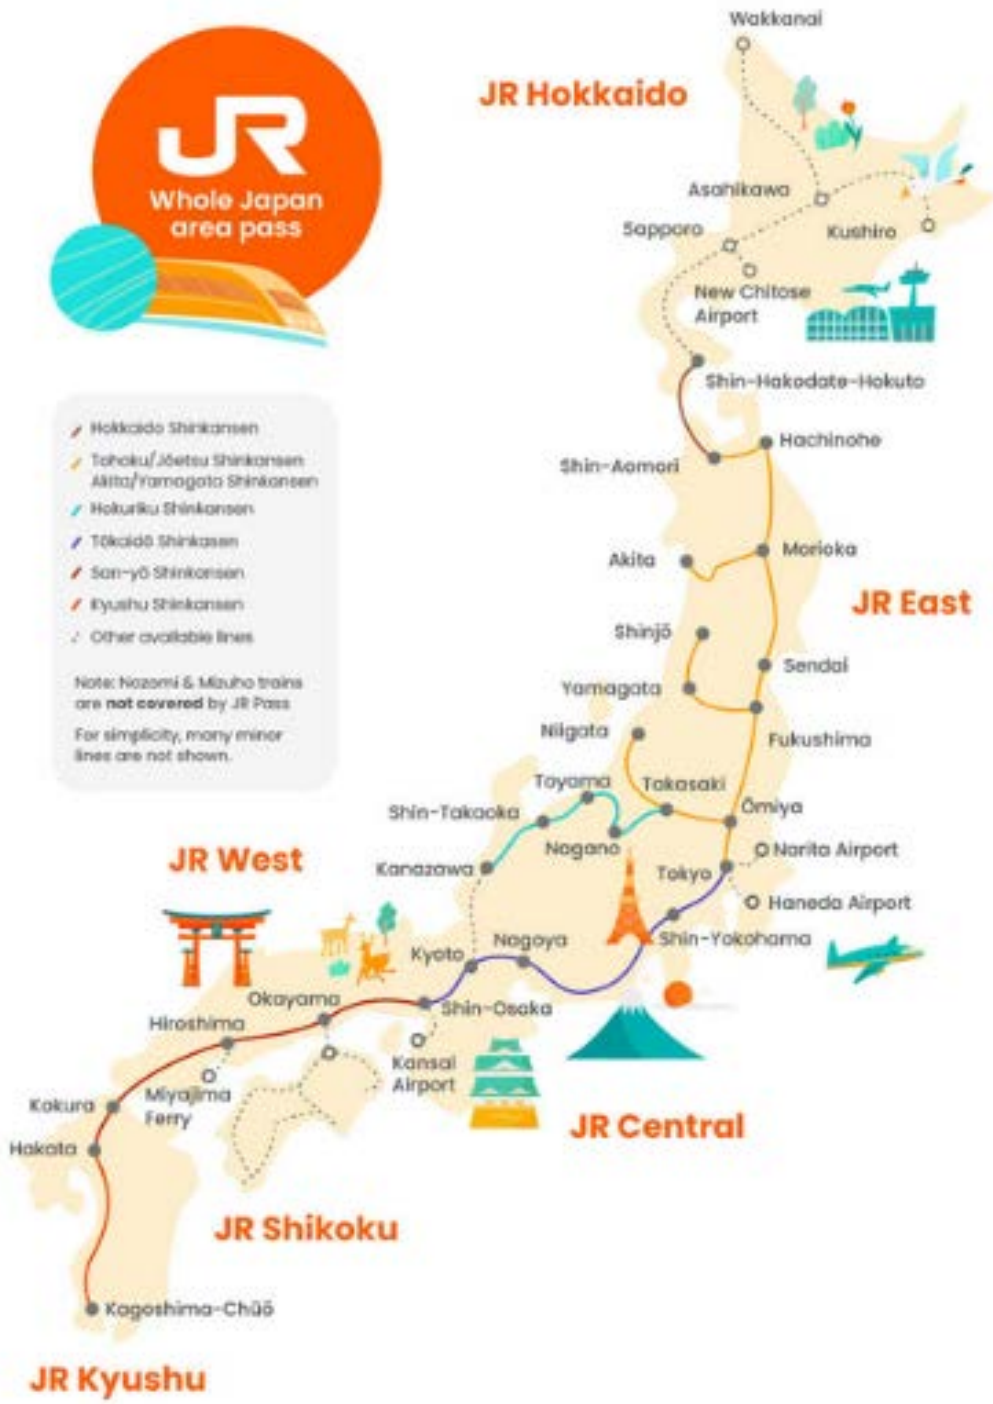 JR
Whole Japan
area pass
Hokkaido Shinkansen
Tohoku/Jōetsu Shinkansen
Akita/Yamagata Shinkansen
Hokuriku Shinkansen
Tōkaidō Shinkasen
San-yō Shinkansen
Kyushu Shinkansen
Other available lines
Note: Nozomi & Mizuho trains
are not covered by JR Pass
For simplicity, many minor
lines are not shown.
JR Hokkaido
Wakkanai
Asahikawa
Sapporo
Kushiro
New Chitose
Airport
Shin-Hakodate-Hokuto
Hachinohe
Shin-Aomori
Akita
Morioka
JR East
Shinjō
Sendai
Yamagata
Niigata
Fukushima
Toyama
Takasaki
Shin-Takaoka
Ōmiya
Nagano
Narita Airport
JR West
Kanazawa
Tokyo
Haneda Airport
Shin-Yokohama
Nagoya
Kyoto
Okayama
Shin-Osaka
Hiroshima
Kansai
Airport
Miyajima
Ferry
Kokura
JR Central
Hakata
JR Shikoku
Kagoshima-Chūō
JR Kyushu